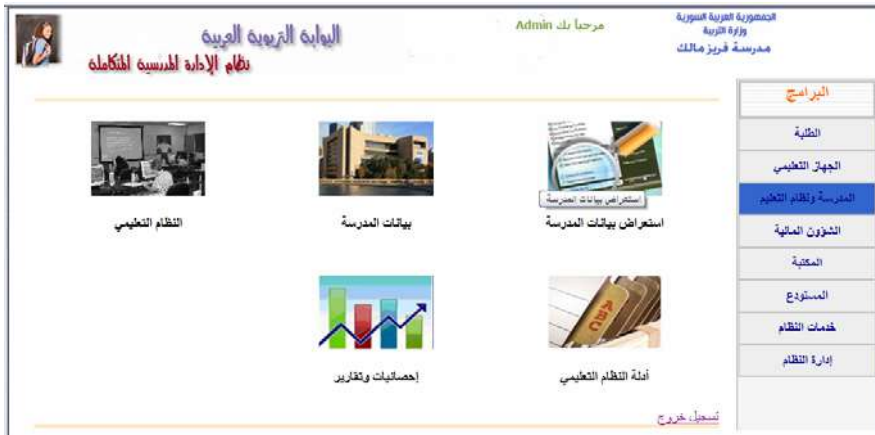 الجمهورية العربية السورية
وزارة التربية
مدرسة فريز مالك
مرحباً بك Admin
البوابة التربوية العربية
نظام الإدارة المدرسية المتكاملة
البرامج
الطلبة
الجهاز التعليمي
المدرسة ونظام التعليم
الشؤون المالية
المكتبة
المستودع
خدمات النظام
إدارة النظام
استعراض بيانات المدرسة
استعراض بيانات المدرسة
بيانات المدرسة
النظام التعليمي
أدلة النظام التعليمي
إحصائيات وتقارير
تسجيل خروج